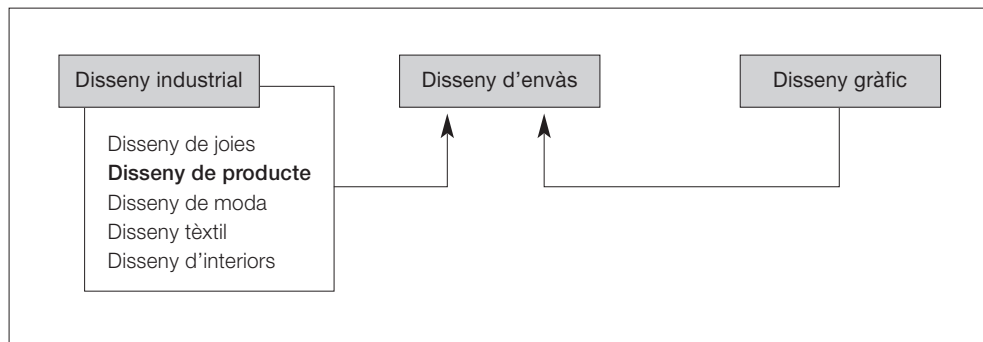 Disseny industrial
Disseny d’envàs
Disseny gràfic
Disseny de joies
Disseny de producte
Disseny de moda
Disseny tèxtil
Disseny d’interiors